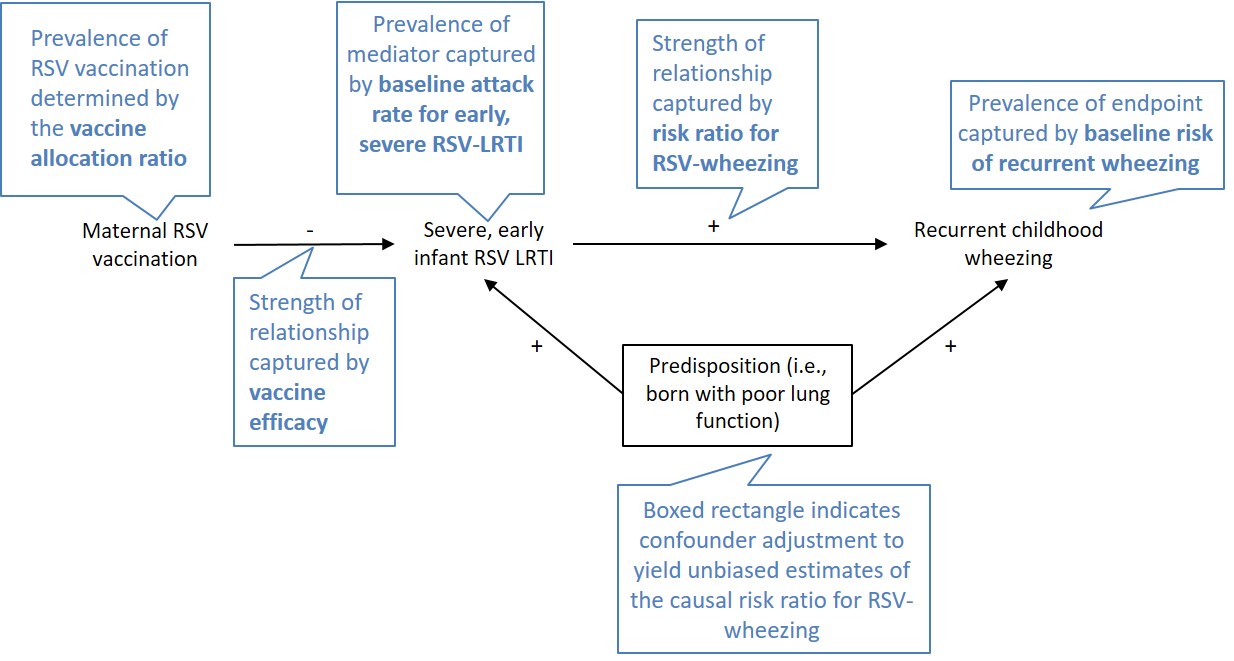 Prevalence of
RSV vaccination
determined by
the vaccine
allocation ratio
Prevalence of
mediator captured
by baseline attack
rate for early,
severe RSV-LRTI
Strength of
relationship
captured by
risk ratio for
RSV-wheezing
Prevalence of endpoint
captured by baseline risk
of recurrent wheezing
Maternal RSV
vaccination
-
Severe, early
infant RSV LRTI
+
Recurrent childhood
wheezing
Strength of
relationship
captured by
vaccine
efficacy
+
Predisposition (i.e.,
born with poor lung
function)
+
Boxed rectangle indicates
confounder adjustment to
yield unbiased estimates of
the causal risk ratio for RSV-
wheezing